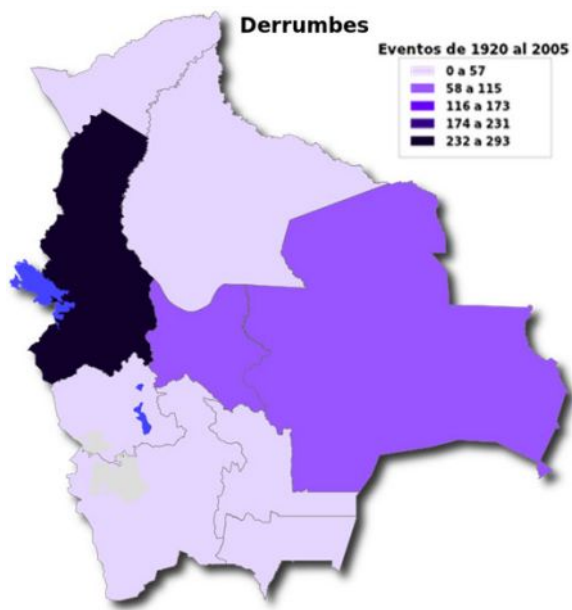 Derrumbes
Eventos de 1920 al 2005
0 a 57
58 a 115
116 a 173
174 a 231
232 a 293